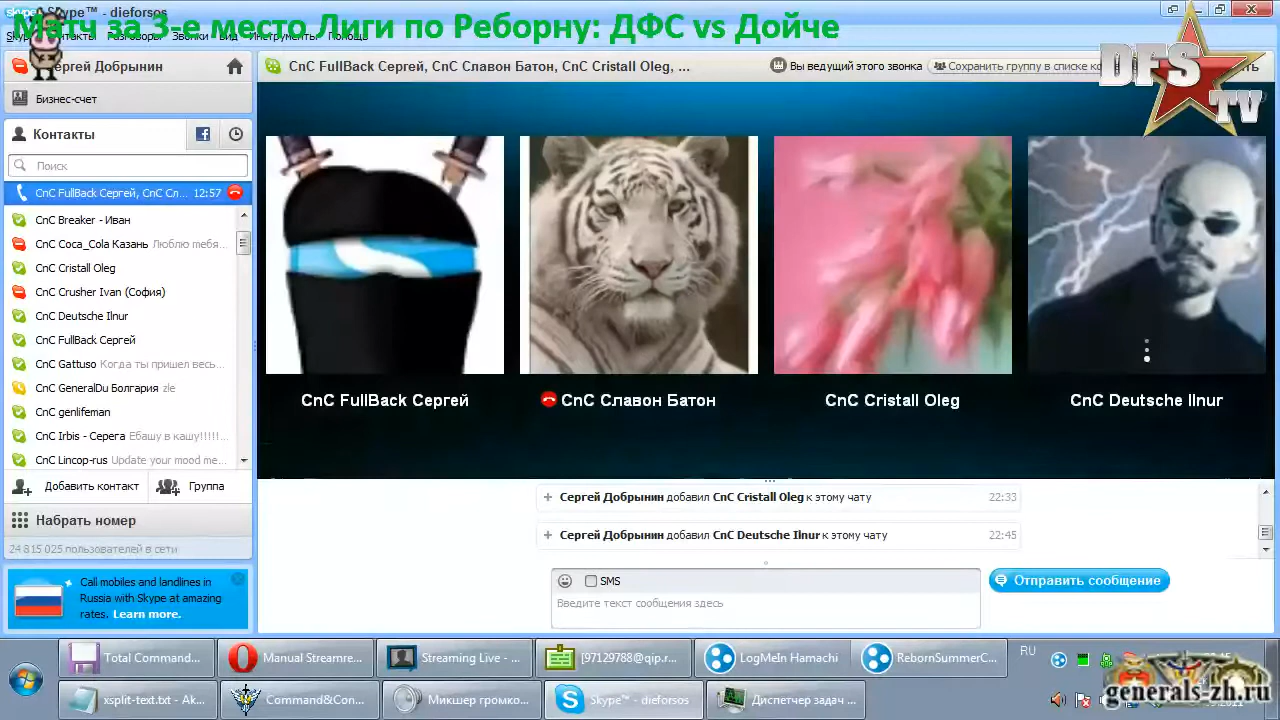 Skype™ - dieforsos
Матч за 3-е место Лиги по Реборну: ДФС vs Дойче
Разговоры Звонки Вид Инструменты Помощь
Добрынин
CnC FullBack Сергей, CnC Славон Батон, CnC Cristall Oleg, ...
Вы ведущий этого звонка
Сохранить группу в списке
DFS TV
Бизнес-счет
Контакты
Поиск
CnC FullBack Сергей, CnC Сл... 12:57
CnC Breaker - Иван
CnC Coca_Cola Казань Люблю тебя...
CnC Cristall Oleg
CnC Crusher Ivan (София)
CnC Deutsche Ilnur
CnC FullBack Сергей
CnC Gattuso Когда ты пришел весь...
CnC GeneralDu Болгария zle
CnC genlifeman
CnC Irbis - Серега Ебашу в кашу!!!!!...
CnC Lincop-rus Update your mood me...
CnC FullBack Сергей
CnC Славон Батон
CnC Cristall Oleg
CnC Deutsche Ilnur
Добавить контакт
Группа
Набрать номер
24 815 025 пользователей в сети
Сергей Добрынин добавил CnC Cristall Oleg к этому чату 22:33
Сергей Добрынин добавил CnC Deutsche Ilnur к этому чату 22:45
SMS
Введите текст сообщения здесь
Отправить сообщение
Call mobiles and landlines in
Russia with Skype at amazing
rates. Learn more.
Total Command...
Manual Streamre...
Streaming Live - ...
[97129788@qip.r...
LogMeIn Hamachi
RebornSummerC...
RU
xsplit-text.txt - Ak...
Command&Con...
Микшер громко...
Skype™ - dieforsos
Диспетчер задач ...
generals-zh.ru